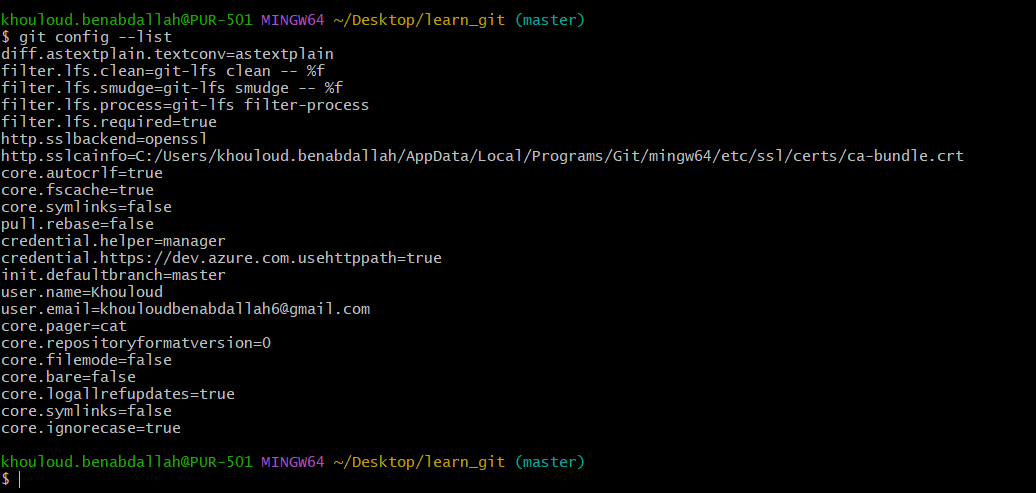 khouloud.benabdallah@PUR-501 MINGW64 ~/Desktop/learn_git (master)
$ git config --list
diff.astextplain.textconv=astextplain
filter.lfs.clean=git-lfs clean -- %f
filter.lfs.smudge=git-lfs smudge -- %f
filter.lfs.process=git-lfs filter-process
filter.lfs.required=true
http.sslbackend=openssl
http.sslcainfo=C:/Users/khouloud.benabdallah/AppData/Local/Programs/Git/mingw64/etc/ssl/certs/ca-bundle.crt
core.autocrlf=true
core.fscache=true
core.symlinks=false
pull.rebase=false
credential.helper=manager
credential.https://dev.azure.com.usehttppath=true
init.defaultbranch=master
user.name=Khouloud
user.email=khouloudbenabdallah6@gmail.com
core.pager=cat
core.repositoryformatversion=0
core.filemode=false
core.bare=false
core.logallrefupdates=true
core.symlinks=false
core.ignorecase=true
khouloud.benabdallah@PUR-501 MINGW64 ~/Desktop/learn_git (master)
$